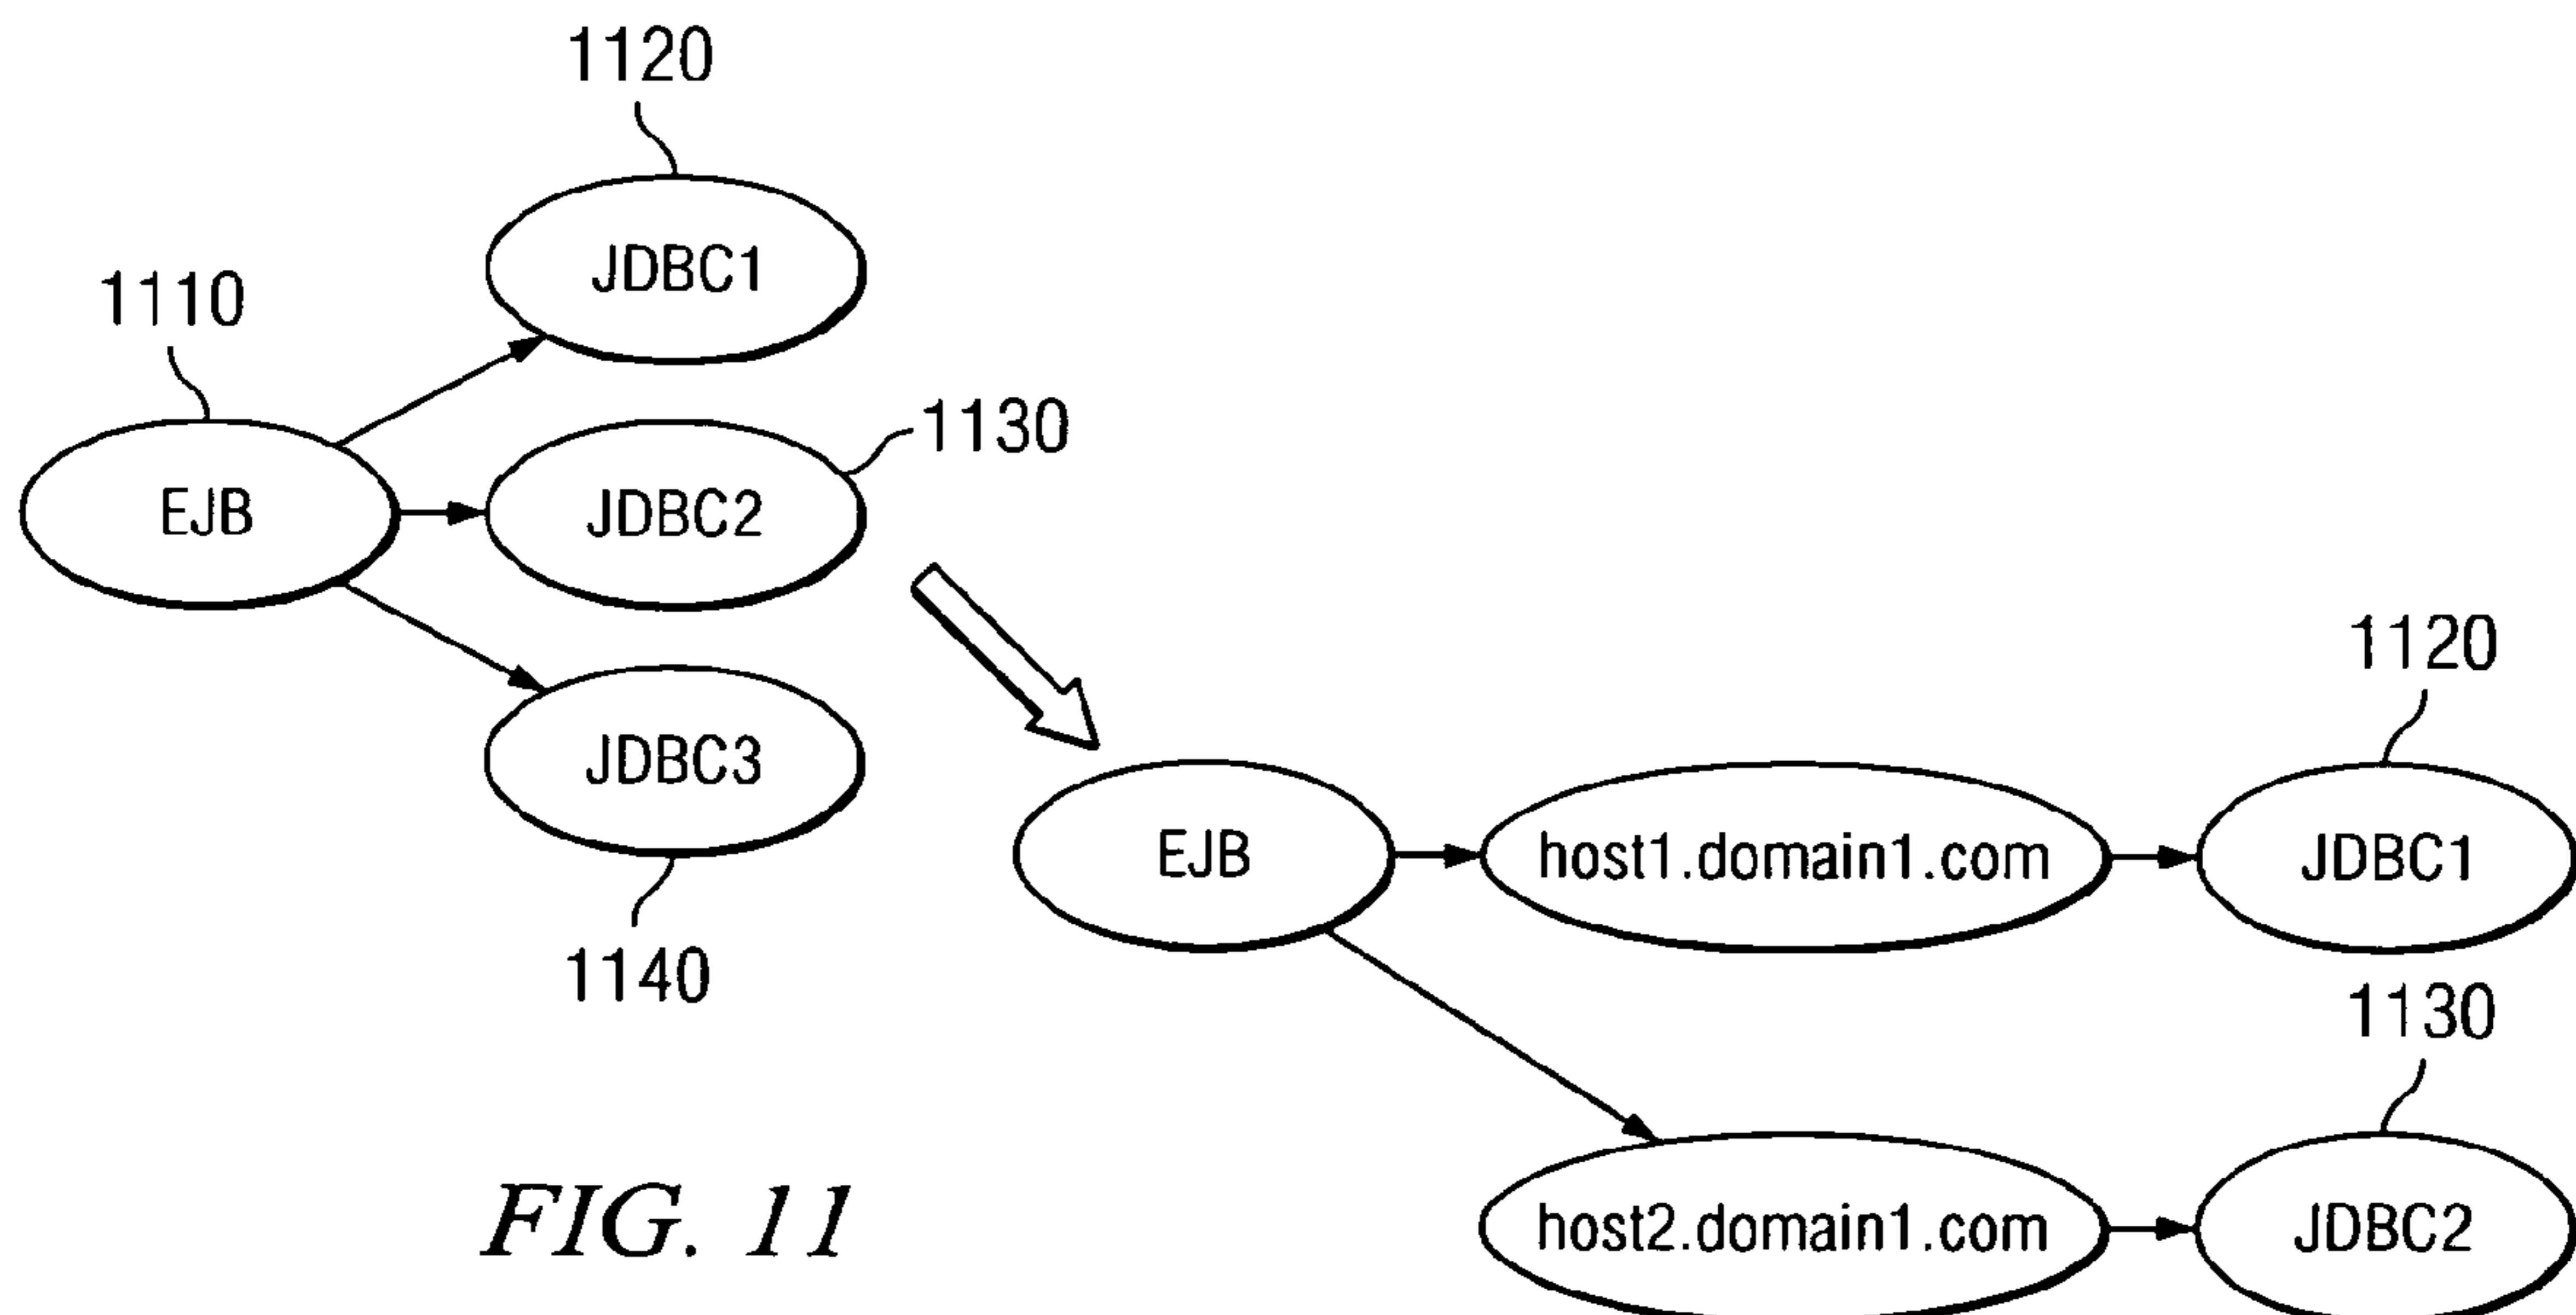 1120
JDBC1
1110
1130
EJB
JDBC2
JDBC3
1140
1120
EJB
host1.domain1.com
JDBC1
1130
host2.domain1.com
JDBC2
FIG. 11